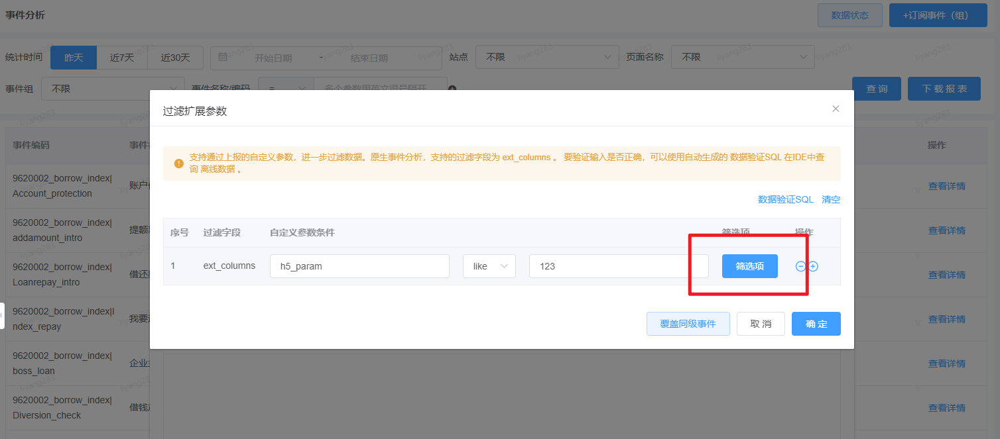 事件分析
数据状态
+订阅事件（组）
统计时间 昨天 近7天 近30天 开始日期 - 结束日期 站点 不限 页面名称 不限
事件组 不限 事件名称/编码 = 多个参数用英文逗号隔开 查 询 下 载 报 表
过滤扩展参数
支持通过上报的自定义参数，进一步过滤数据。原生事件分析，支持的过滤字段为 ext_columns 。 要验证输入是否正确，可以使用自动生成的 数据验证SQL 在IDE中查
询 离线数据 。
数据验证SQL 清空
序号 过滤字段 自定义参数条件 筛选项 操作
1 ext_columns h5_param like 123 筛选项
覆盖同级事件 取 消 确 定
事件编码 操作
9620002_borrow_index|
Account_protection
账户
查看详情
9620002_borrow_index|
addamount_intro
提额
查看详情
9620002_borrow_index|
Loanrepay_intro
借还
查看详情
9620002_borrow_index|I
ndex_repay
我要
查看详情
9620002_borrow_index|
boss_loan
企业
查看详情
9620002_borrow_index|
Diversion_check
借钱
查看详情
liyang283